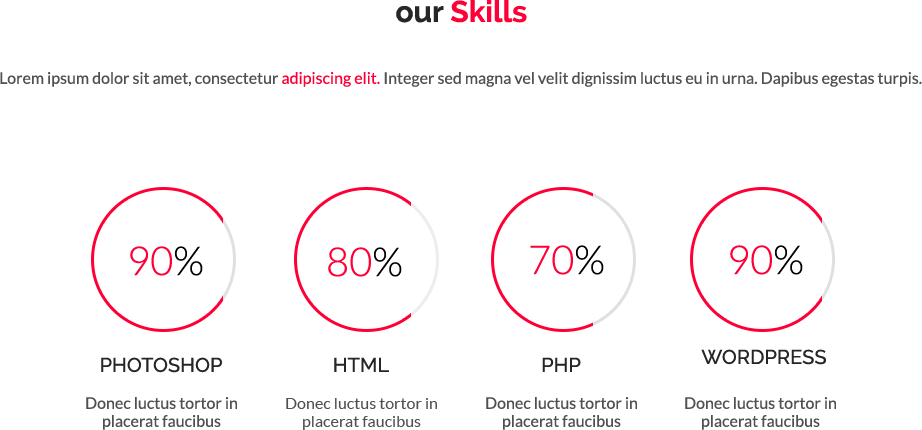 our Skills
Lorem ipsum dolor sit amet, consectetur adipiscing elit. Integer sed magna vel velit dignissim luctus eu in urna. Dapibus egestas turpis.
90%
80%
70%
90%
PHOTOSHOP
HTML
PHP
WORDPRESS
Donec luctus tortor in
placerat faucibus
Donec luctus tortor in
placerat faucibus
Donec luctus tortor in
placerat faucibus
Donec luctus tortor in
placerat faucibus